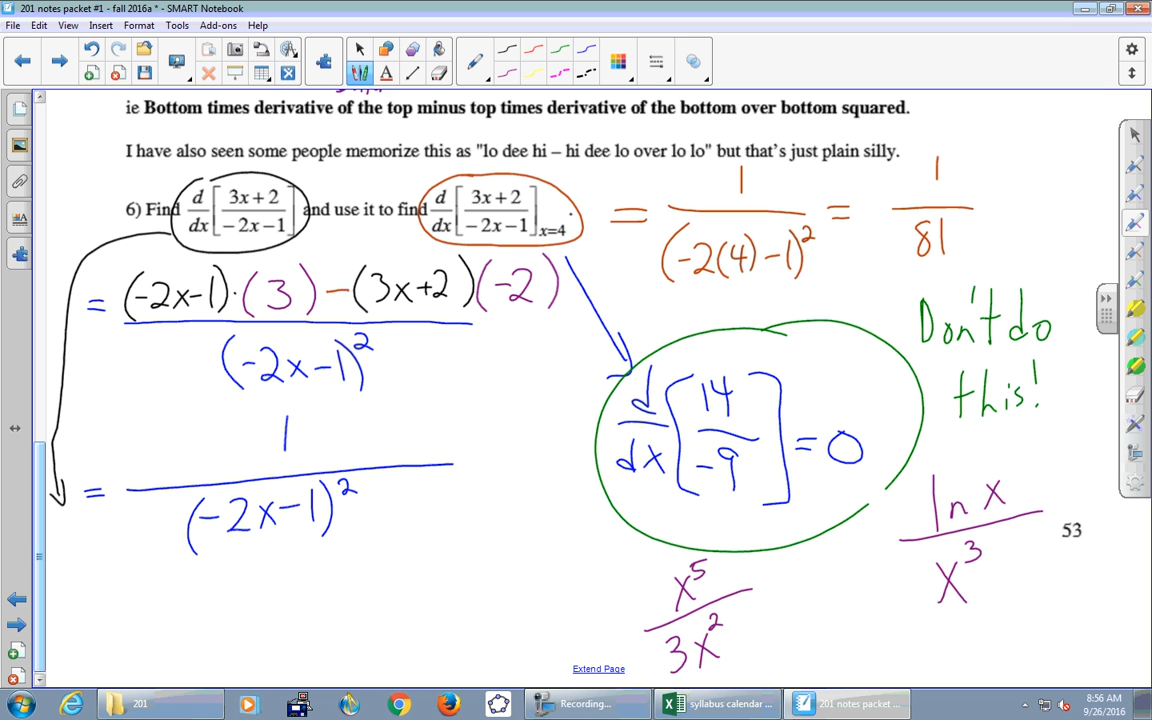 201 notes packet #1 - fall 2016a * - SMART Notebook
File Edit View Insert Format Tools Add-ons Help
ie Bottom times derivative of the top minus top times derivative of the bottom over bottom squared.
I have also seen some people memorize this as "lo dee hi – hi dee lo over lo lo" but that's just plain silly.
6) Find d/dx [ (3x+2)/(−2x−1) ] and use it to find d/dx [ (3x+2)/(−2x−1) ] x=4 . = 1/(-2(4)-1)² = 1/81
= (-2x-1)·(3) - (3x+2)(-2)
(-2x-1)²
Don't do
this!
d/dx [ 14/-9 ] = 0
= 1/(-2x-1)²
ln x/x³
53
x⁵/3x²
Extend Page
201
Recording...
syllabus calendar ...
201 notes packet ...
8:56 AM
9/26/2016